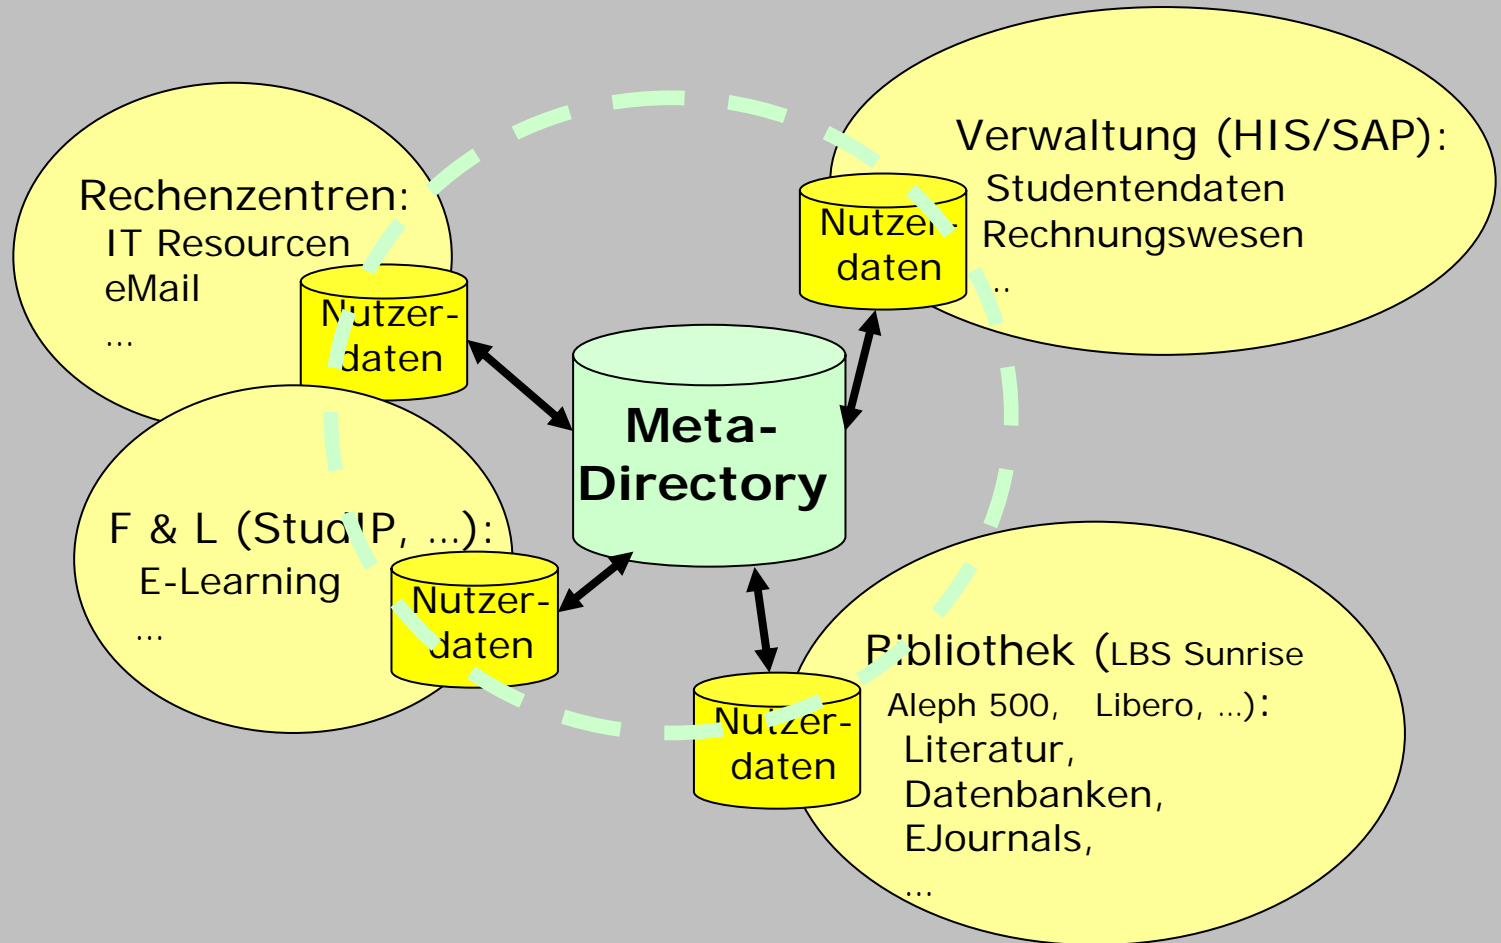 Rechenzentren:
IT Resourcen
eMail
...
Nutzer-
daten
Verwaltung (HIS/SAP):
Studentendaten
Rechnungswesen
..
Nutzer-
daten
Meta-
Directory
F & L (StudIP, ...):
E-Learning
...
Nutzer-
daten
Bibliothek (LBS Sunrise
Aleph 500, Libero, ...):
Literatur,
Datenbanken,
EJournals,
...
Nutzer-
daten